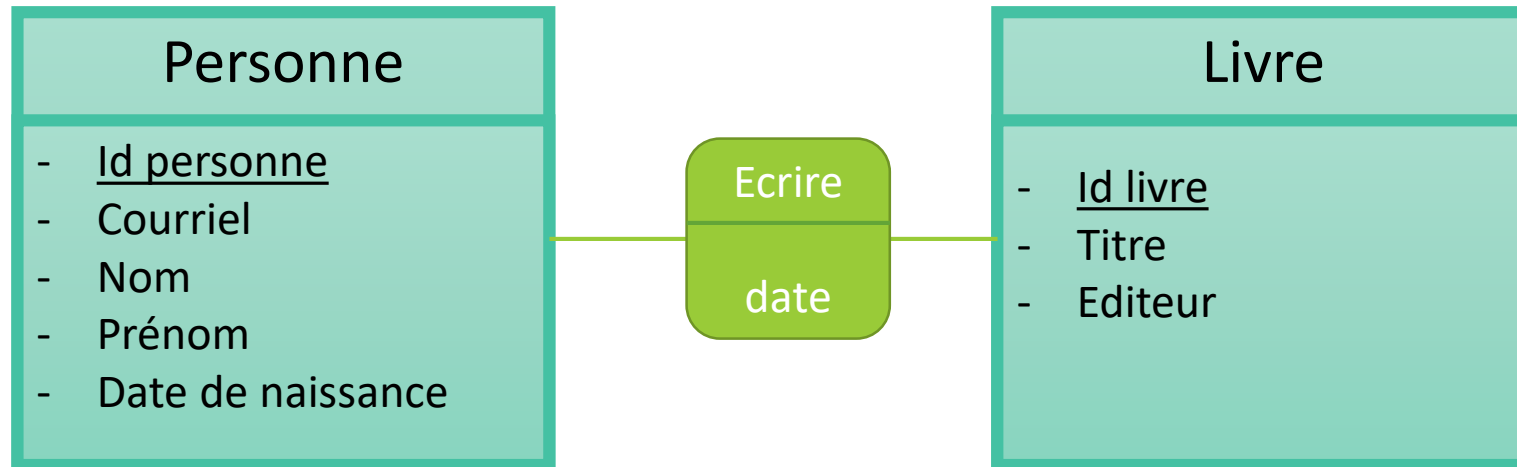 Personne
- Id personne
- Courriel
- Nom
- Prénom
- Date de naissance
Ecrire
date
Livre
- Id livre
- Titre
- Editeur